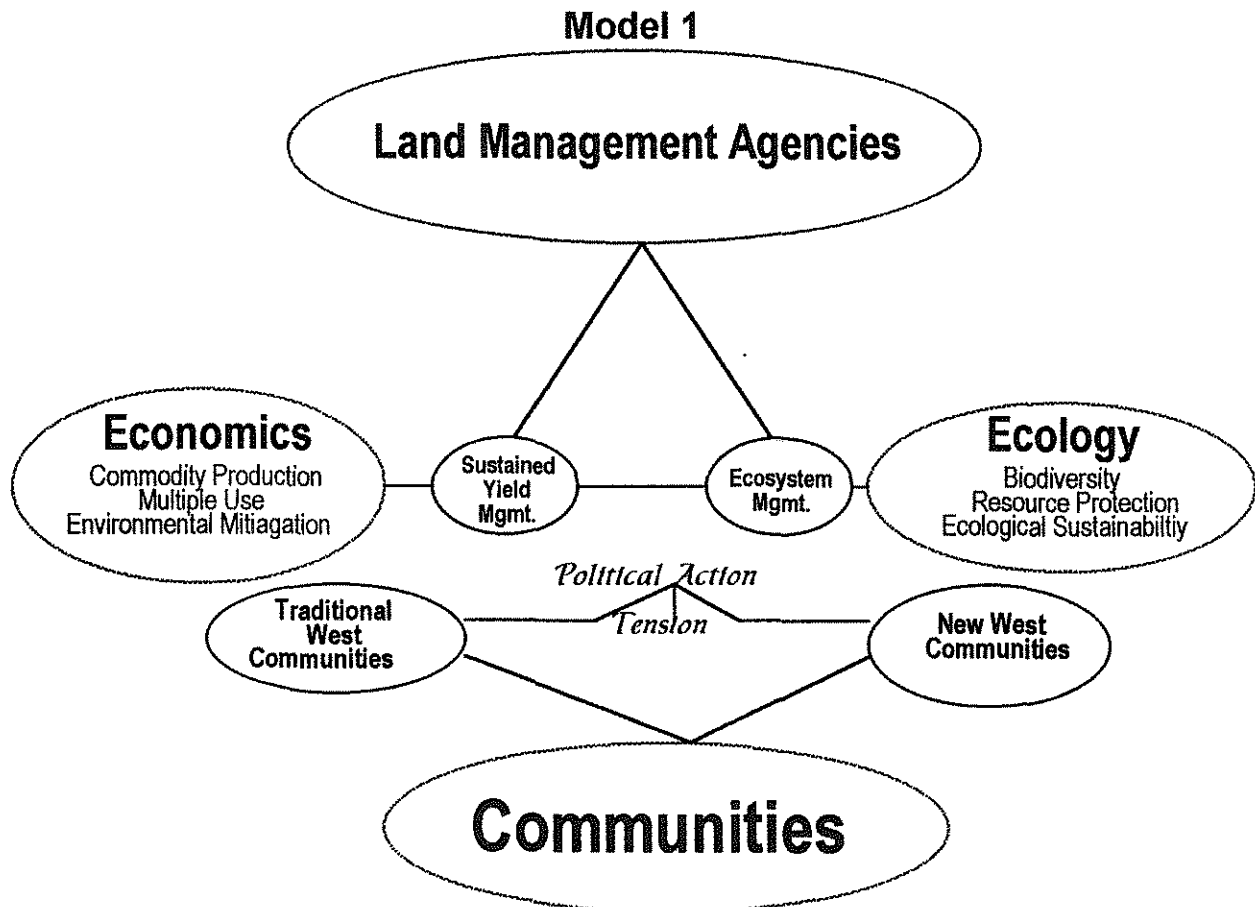 Model 1
Land Management Agencies
Economics
Commodity Production
Multiple Use
Environmental Mitiagation
Sustained
Yield
Mgmt.
Ecosystem
Mgmt.
Ecology
Biodiversity
Resource Protection
Ecological Sustainabiltiy
Political Action
Tension
Traditional
West
Communities
New West
Communities
Communities